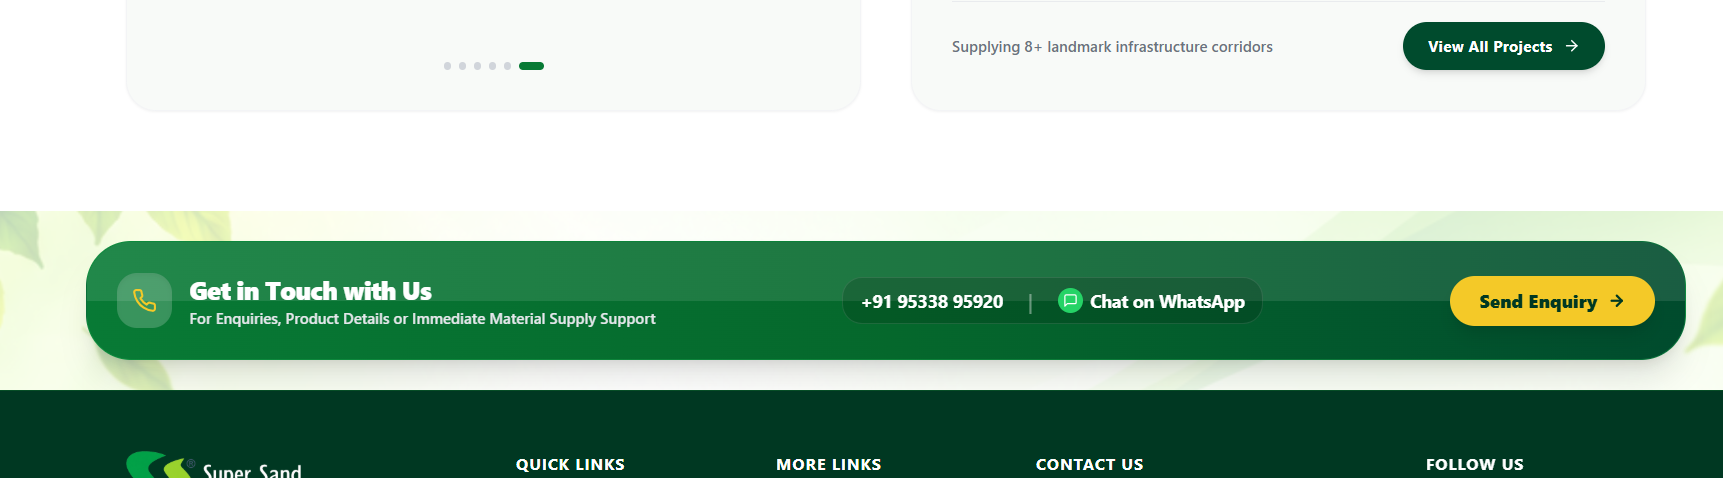 Supplying 8+ landmark infrastructure corridors
View All Projects
Get in Touch with Us
For Enquiries, Product Details or Immediate Material Supply Support
+91 95338 95920 | Chat on WhatsApp
Send Enquiry
® Super Sand
QUICK LINKS
MORE LINKS
CONTACT US
FOLLOW US